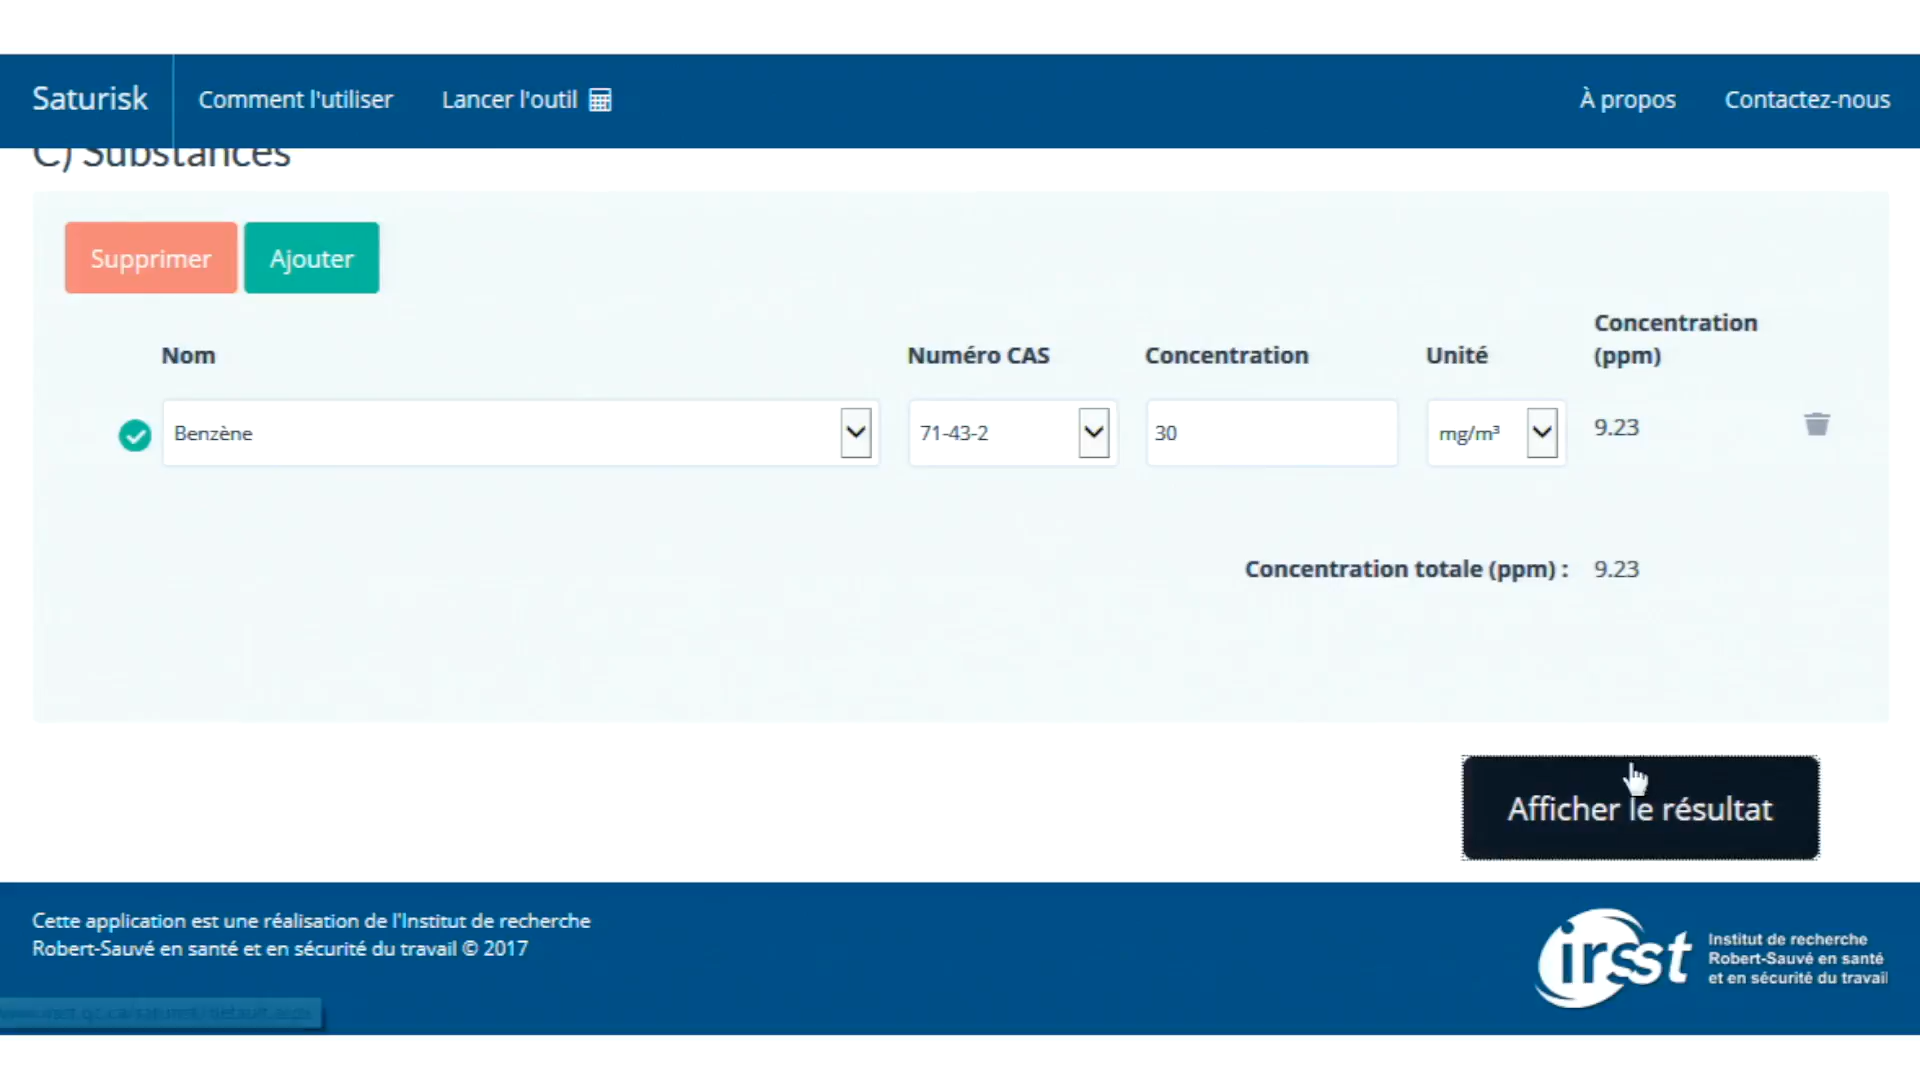 Saturisk
Comment l'utiliser
Lancer l'outil
À propos
Contactez-nous
C) Substances
Supprimer
Ajouter
Nom
Numéro CAS
Concentration
Unité
Concentration
(ppm)
Benzène
71-43-2
30
mg/m³
9.23
Concentration totale (ppm) :
9.23
Afficher le résultat
Cette application est une réalisation de l'Institut de recherche
Robert-Sauvé en santé et en sécurité du travail © 2017
irsst
Institut de recherche
Robert-Sauvé en santé
et en sécurité du travail